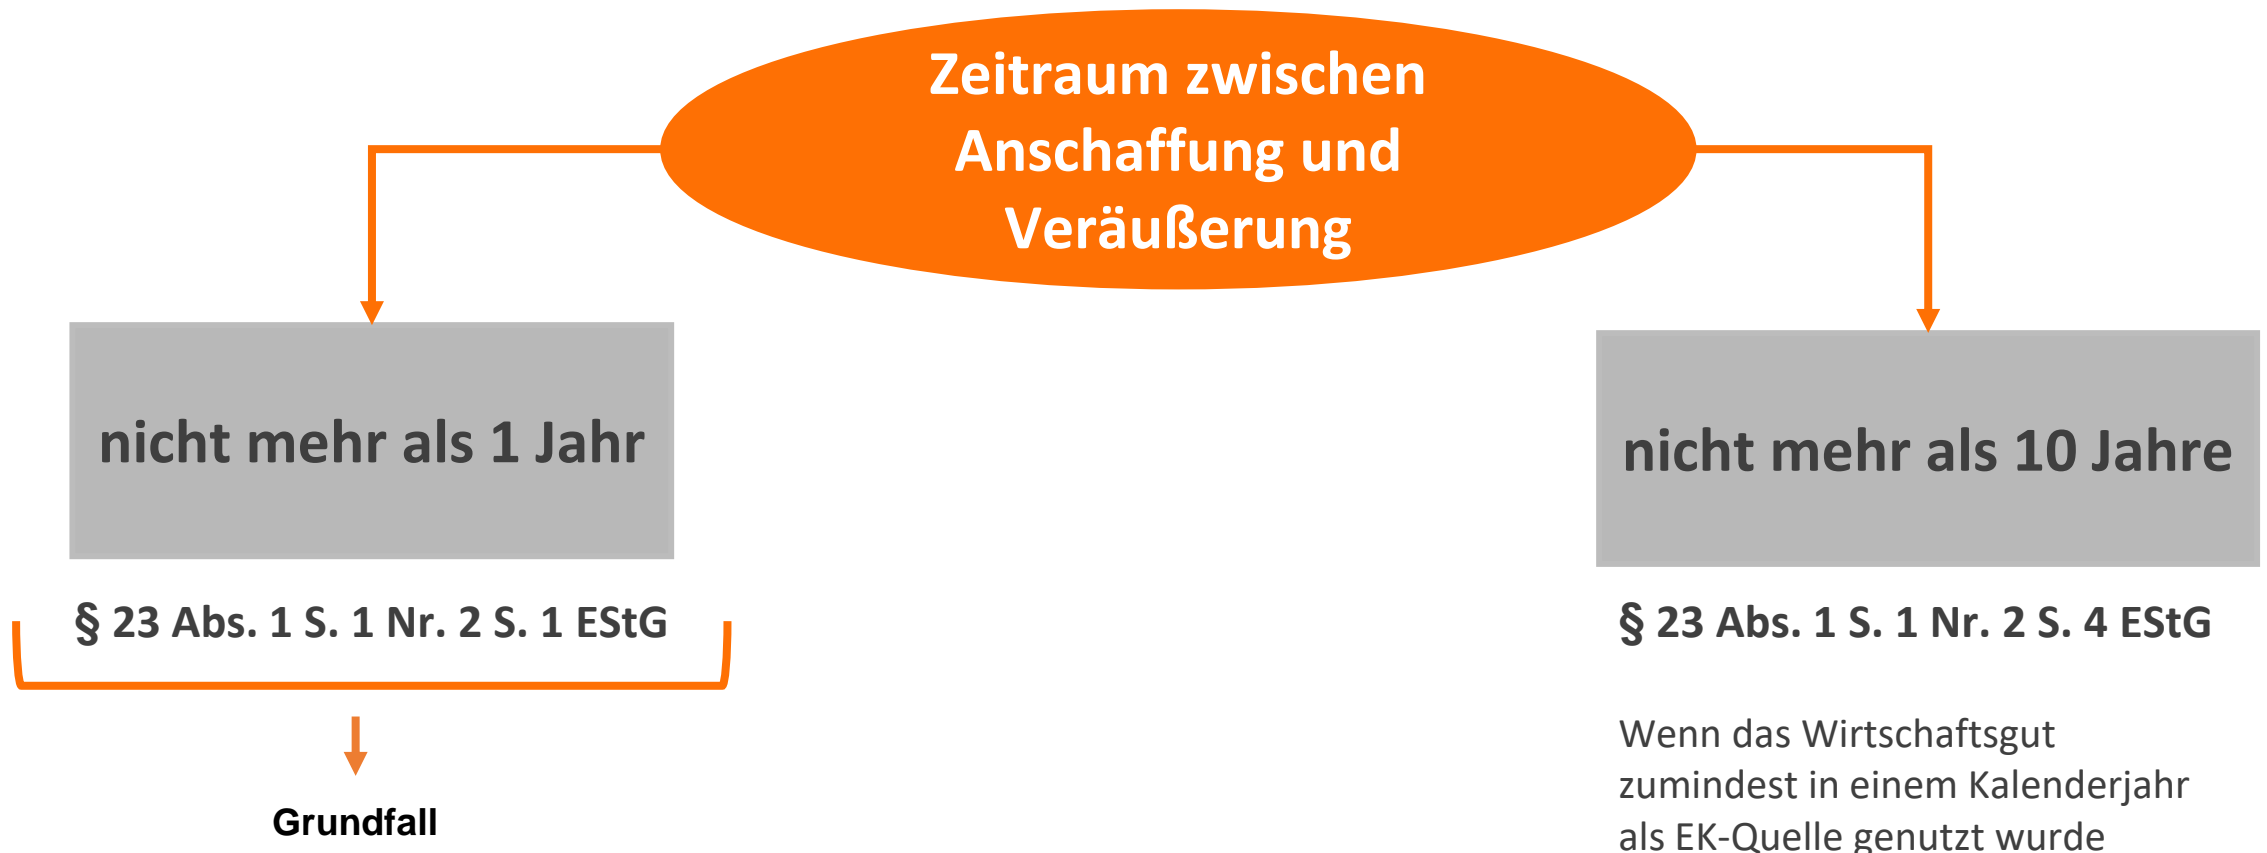 Zeitraum zwischen
Anschaffung und
Veräußerung
nicht mehr als 1 Jahr
§ 23 Abs. 1 S. 1 Nr. 2 S. 1 EStG
Grundfall
nicht mehr als 10 Jahre
§ 23 Abs. 1 S. 1 Nr. 2 S. 4 EStG
Wenn das Wirtschaftsgut
zumindest in einem Kalenderjahr
als EK-Quelle genutzt wurde